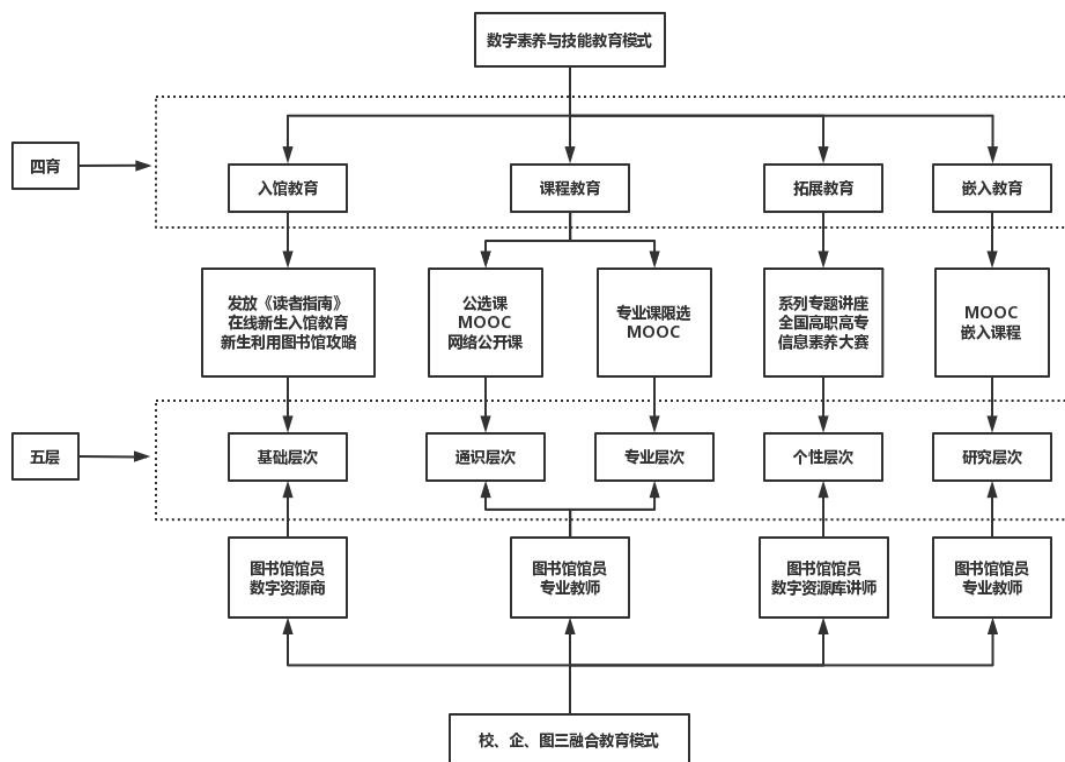 数字素养与技能教育模式
四育
入馆教育
课程教育
拓展教育
嵌入教育
发放《读者指南》
在线新生入馆教育
新生利用图书馆攻略
公选课
MOOC
网络公开课
专业课限选
MOOC
系列专题讲座
全国高职高专
信息素养大赛
MOOC
嵌入课程
五层
基础层次
通识层次
专业层次
个性层次
研究层次
图书馆馆员
数字资源商
图书馆馆员
专业教师
图书馆馆员
数字资源库讲师
图书馆馆员
专业教师
校、企、图三融合教育模式